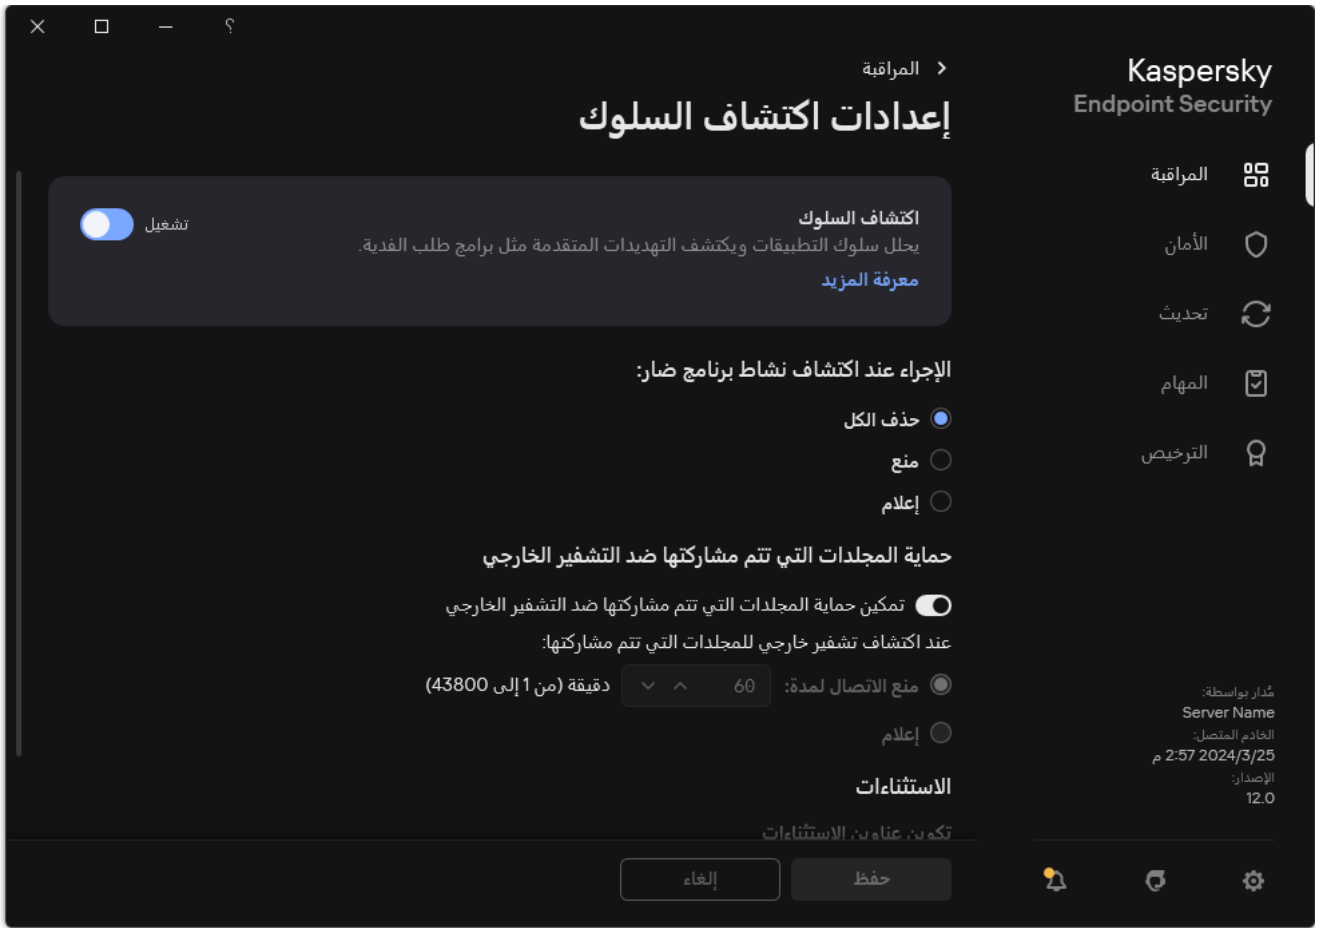 ؟
Kaspersky
Endpoint Security
المراقبة
الأمان
تحديث
المهام
الترخيص
مُدار بواسطة:
Server Name
الخادم المتصل:
2024/3/25 2:57 م
الإصدار:
12.0
المراقبة
إعدادات اكتشاف السلوك
اكتشاف السلوك
تشغيل
يحلل سلوك التطبيقات ويكتشف التهديدات المتقدمة مثل برامج طلب الفدية.
معرفة المزيد
الإجراء عند اكتشاف نشاط برنامج ضار:
حذف الكل
منع
إعلام
حماية المجلدات التي تتم مشاركتها ضد التشفير الخارجي
تمكين حماية المجلدات التي تتم مشاركتها ضد التشفير الخارجي
عند اكتشاف تشفير خارجي للمجلدات التي تتم مشاركتها:
منع الاتصال لمدة: 60 دقيقة (من 1 إلى 43800)
إعلام
الاستثناءات
تكوين عناوين الاستثناءات
حفظ
إلغاء